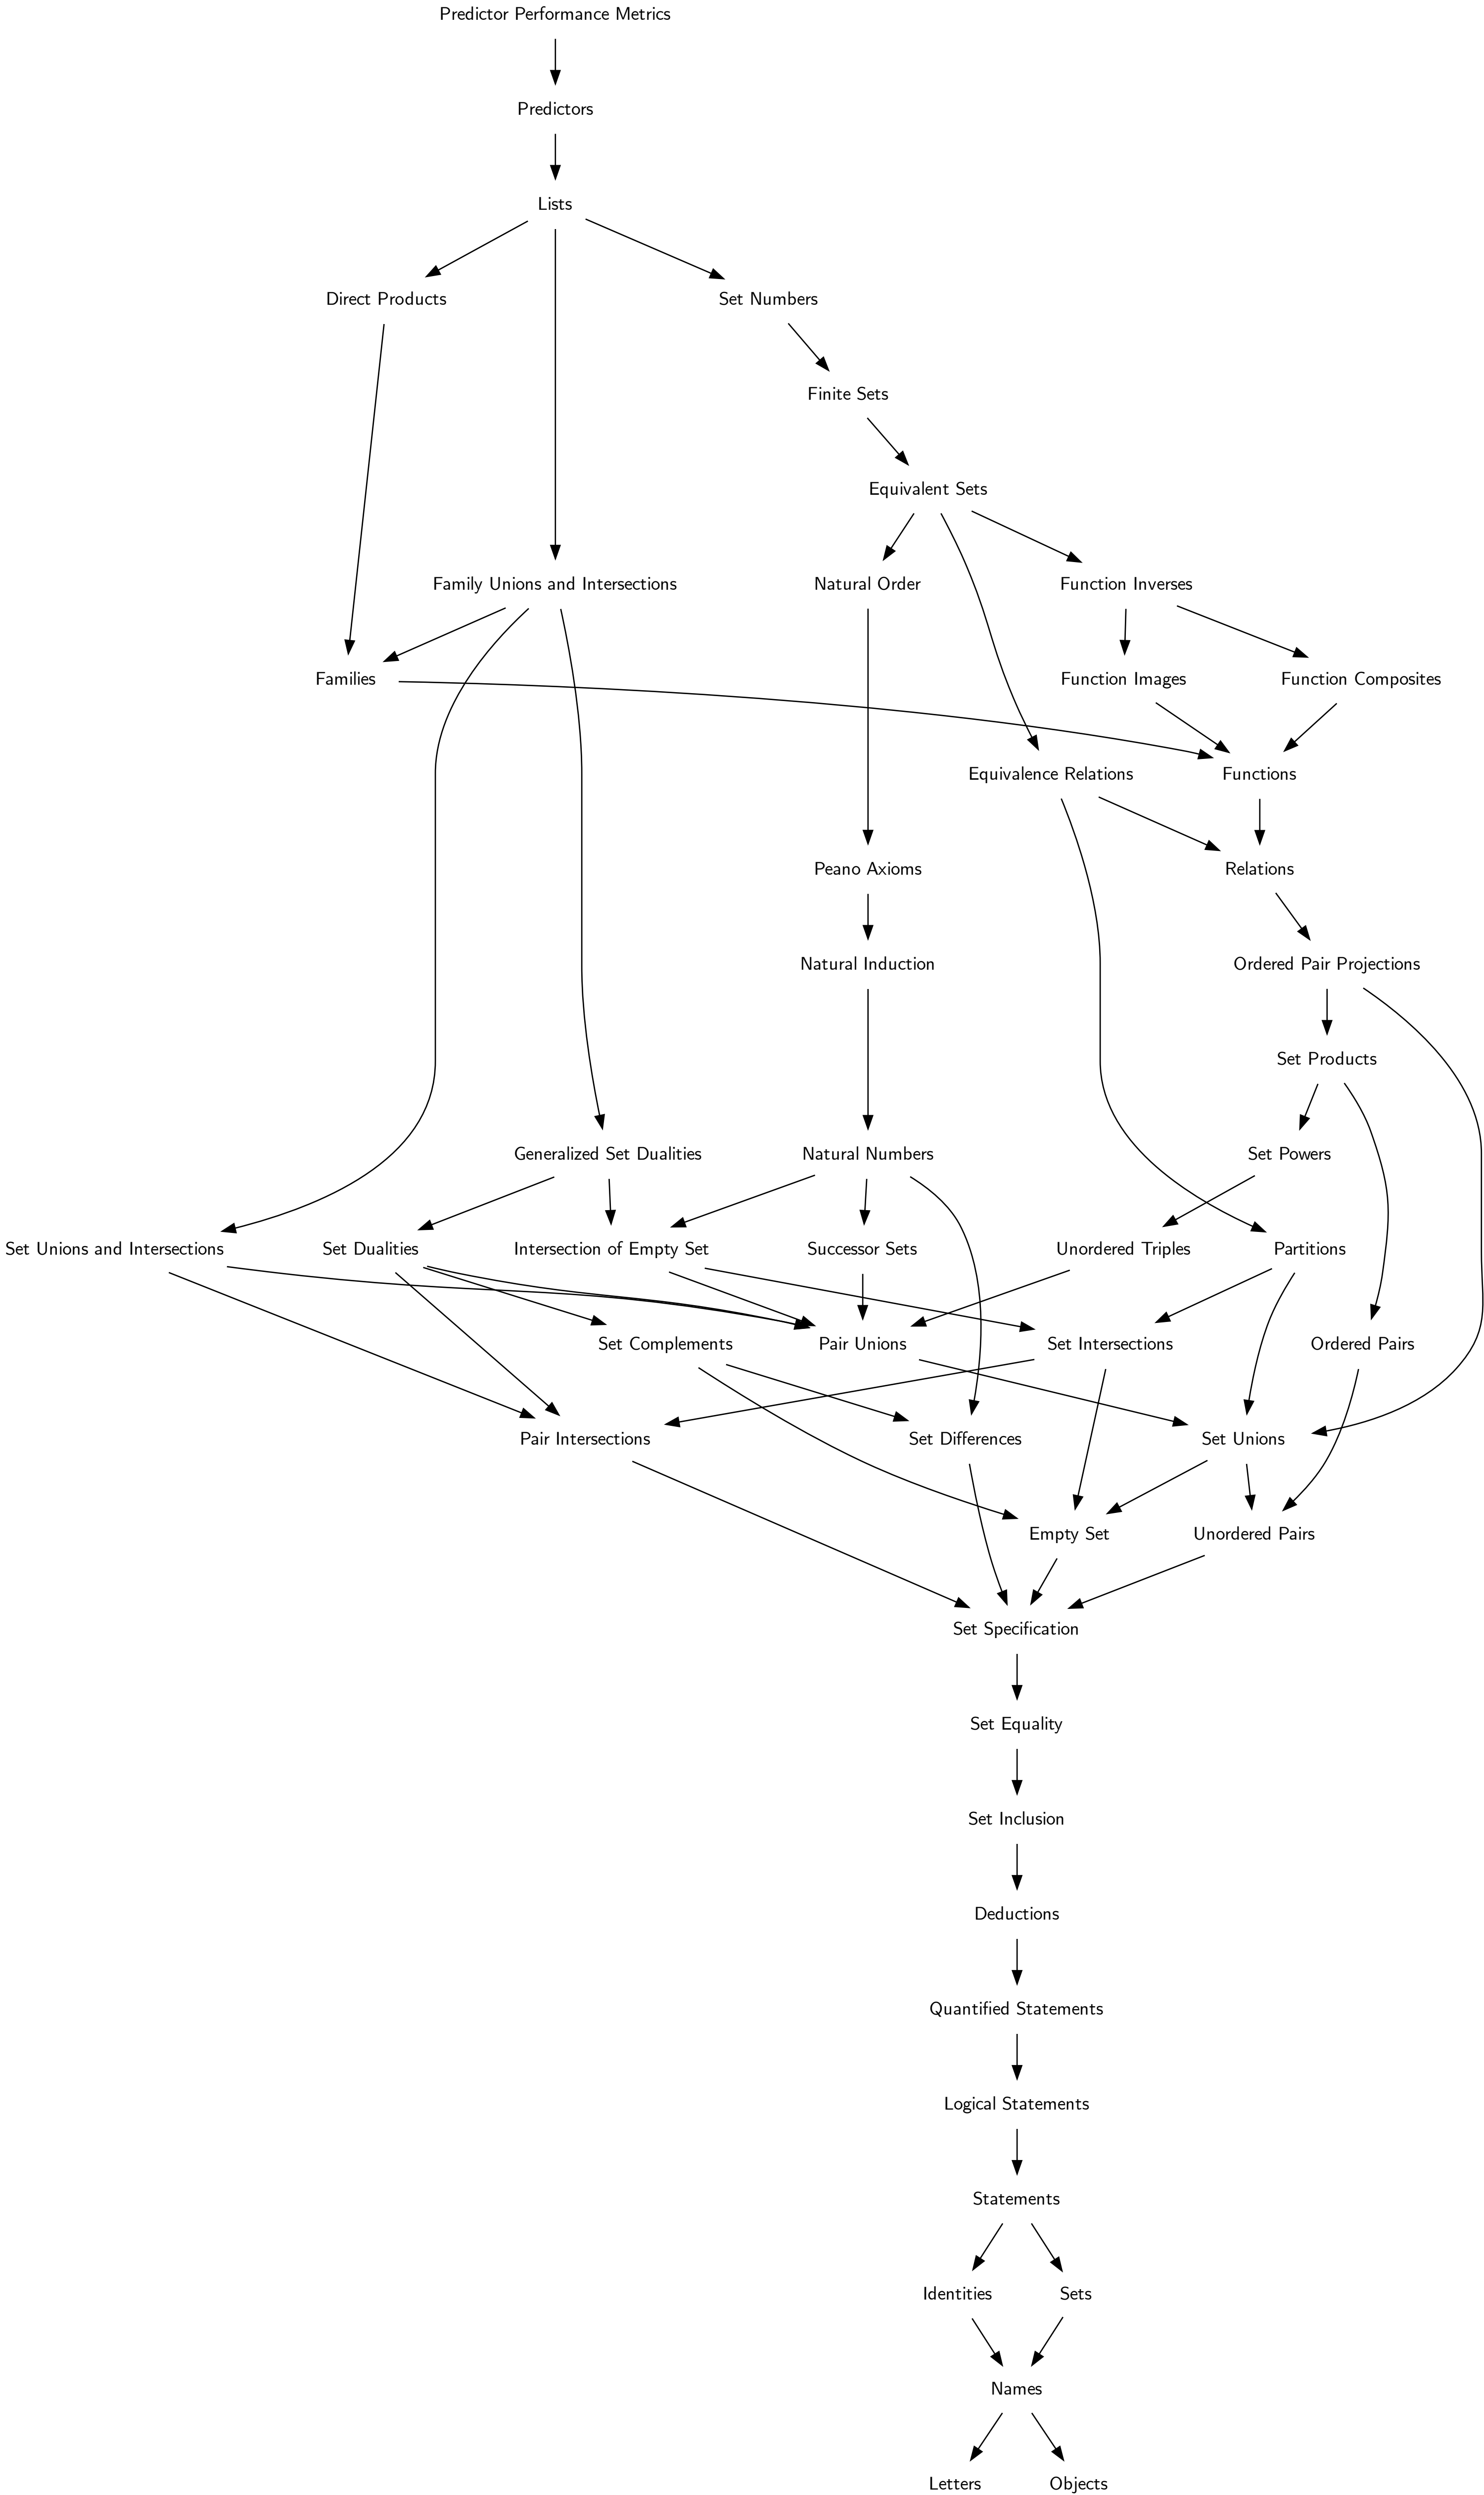 Predictor Performance Metrics
Predictors
Lists
Direct Products
Set Numbers
Finite Sets
Equivalent Sets
Family Unions and Intersections
Natural Order
Function Inverses
Families
Function Images
Function Composites
Equivalence Relations
Functions
Peano Axioms
Relations
Natural Induction
Ordered Pair Projections
Set Products
Generalized Set Dualities
Natural Numbers
Set Powers
Set Unions and Intersections
Set Dualities
Intersection of Empty Set
Successor Sets
Unordered Triples
Partitions
Set Complements
Pair Unions
Set Intersections
Ordered Pairs
Pair Intersections
Set Differences
Set Unions
Empty Set
Unordered Pairs
Set Specification
Set Equality
Set Inclusion
Deductions
Quantified Statements
Logical Statements
Statements
Identities
Sets
Names
Letters
Objects